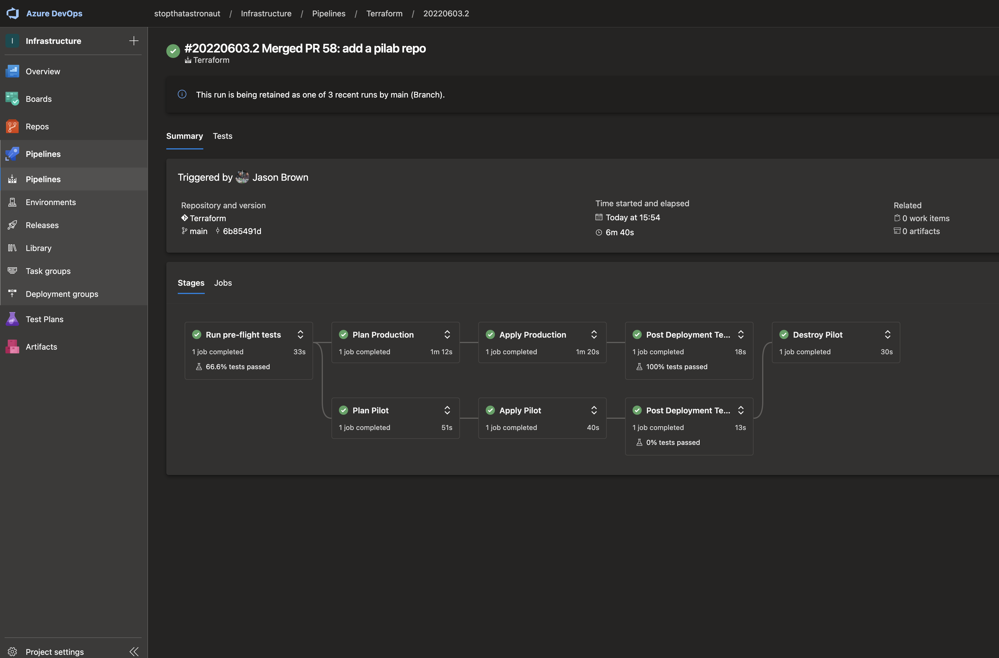 Azure DevOps
stopthatastronaut / Infrastructure / Pipelines / Terraform / 20220603.2
I Infrastructure
Overview
Boards
Repos
Pipelines
Pipelines
Environments
Releases
Library
Task groups
Deployment groups
Test Plans
Artifacts
Project settings
#20220603.2 Merged PR 58: add a pilab repo
Terraform
This run is being retained as one of 3 recent runs by main (Branch).
Summary Tests
Triggered by Jason Brown
Repository and version
Terraform
main 6b85491d
Time started and elapsed
Today at 15:54
6m 40s
Related
0 work items
0 artifacts
Stages Jobs
Run pre-flight tests
1 job completed 33s
66.6% tests passed
Plan Production
1 job completed 1m 12s
Apply Production
1 job completed 1m 20s
Post Deployment Te...
1 job completed 18s
100% tests passed
Destroy Pilot
1 job completed 30s
Plan Pilot
1 job completed 51s
Apply Pilot
1 job completed 40s
Post Deployment Te...
1 job completed 13s
0% tests passed